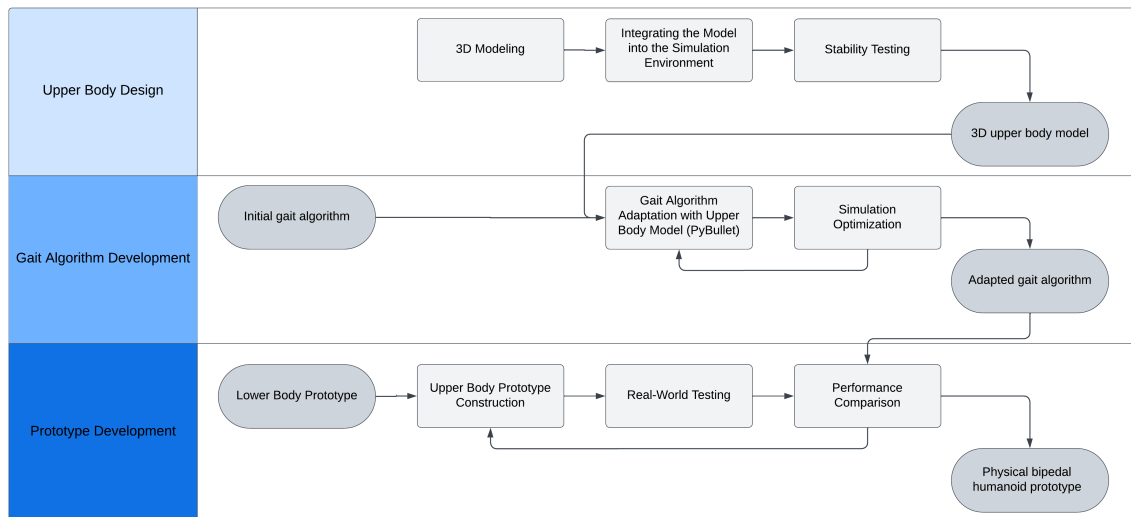 Upper Body Design
3D Modeling
Integrating the Model
into the Simulation
Environment
Stability Testing
3D upper body model
Gait Algorithm Development
Initial gait algorithm
Gait Algorithm
Adaptation with Upper
Body Model (PyBullet)
Simulation
Optimization
Adapted gait algorithm
Prototype Development
Lower Body Prototype
Upper Body Prototype
Construction
Real-World Testing
Performance
Comparison
Physical bipedal
humanoid prototype